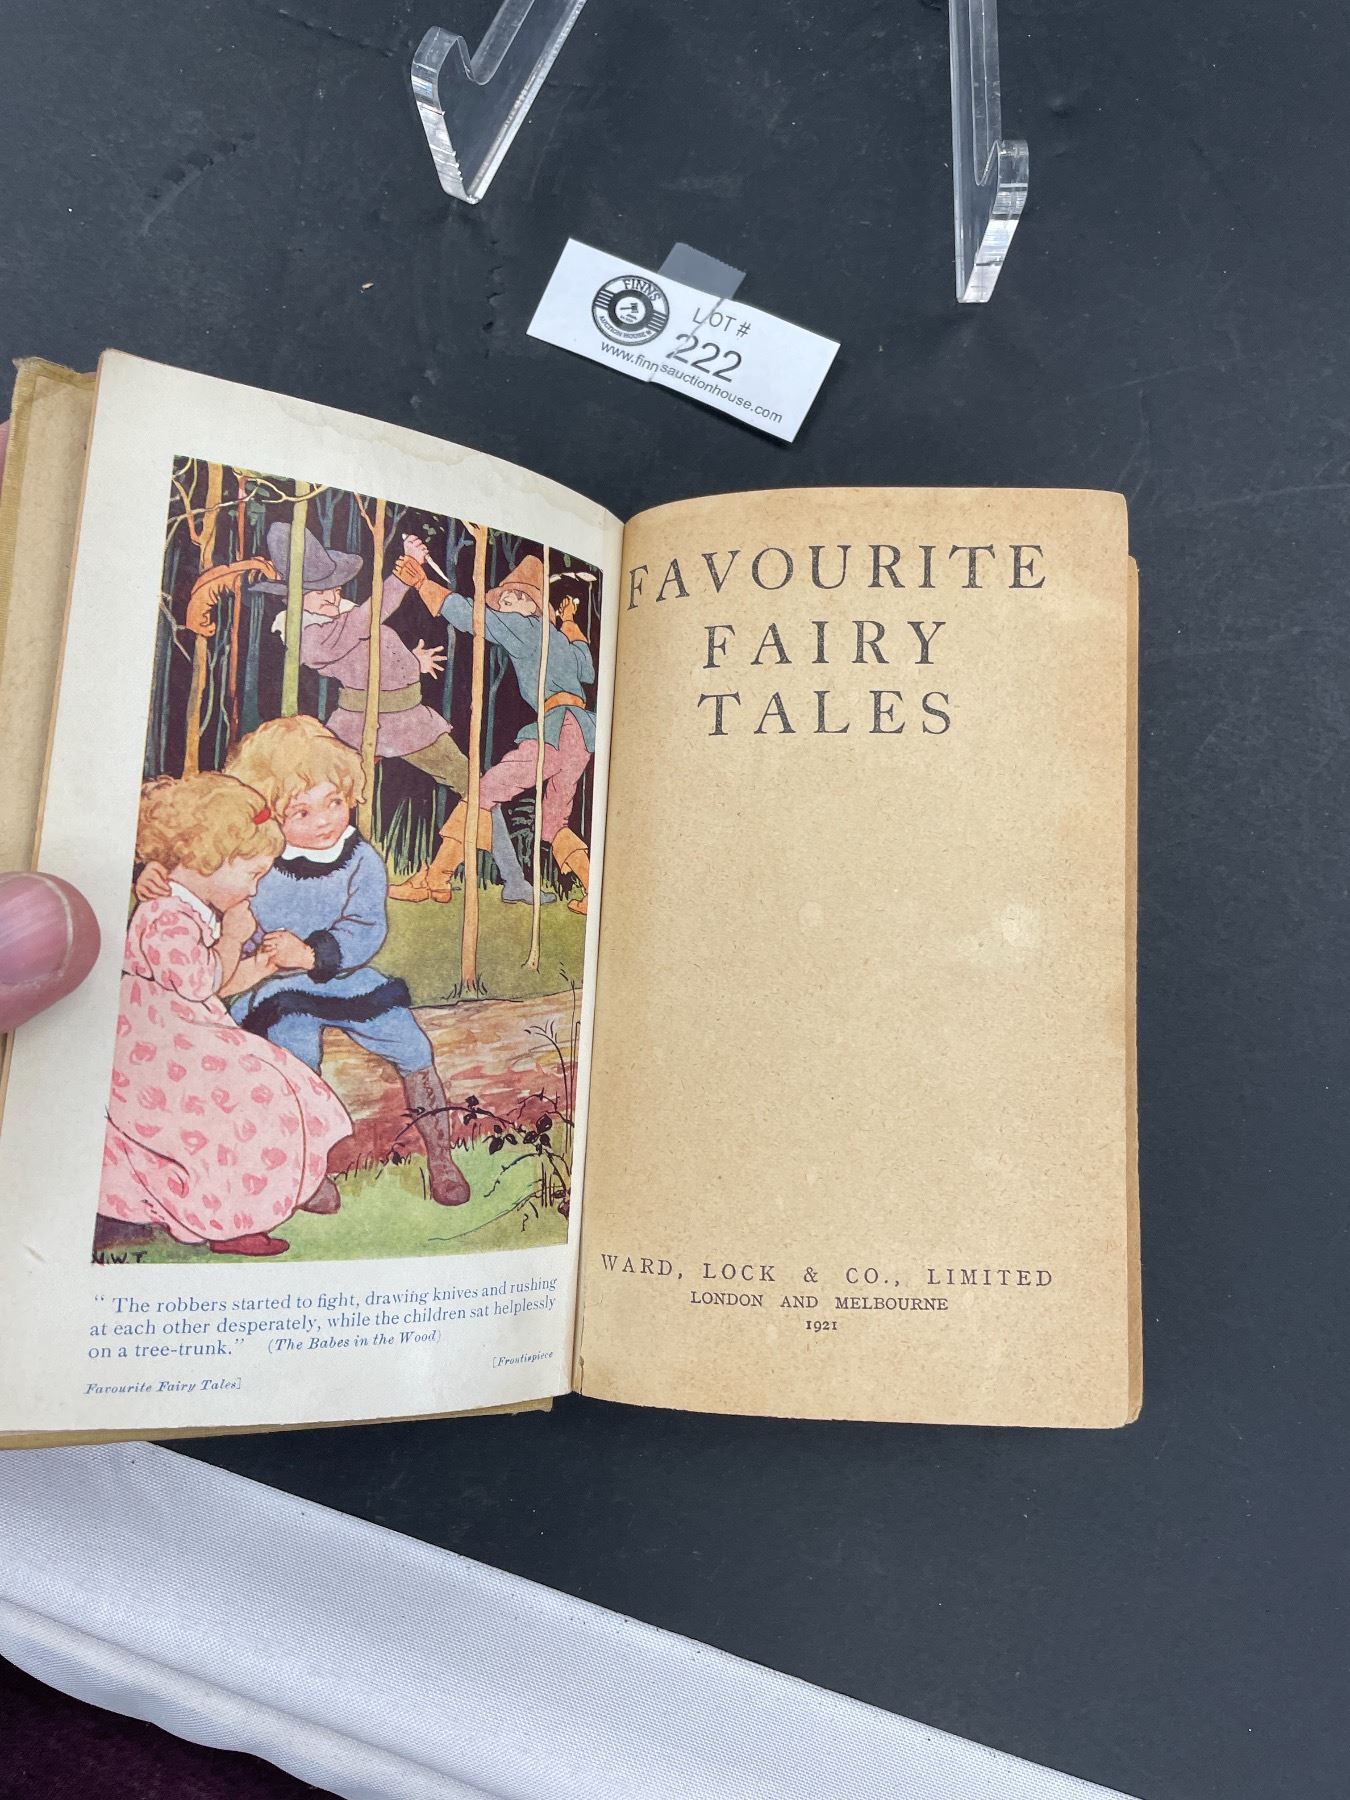 FINNS
AUCTION HOUSE
LOT #
222
www.finnsauctionhouse.com
FAVOURITE
FAIRY
TALES
WARD, LOCK & CO., LIMITED
LONDON AND MELBOURNE
1921
" The robbers started to fight, drawing knives and rushing
at each other desperately, while the children sat helplessly
on a tree-trunk." (The Babes in the Wood)
[Frontispiece
Favourite Fairy Tales]